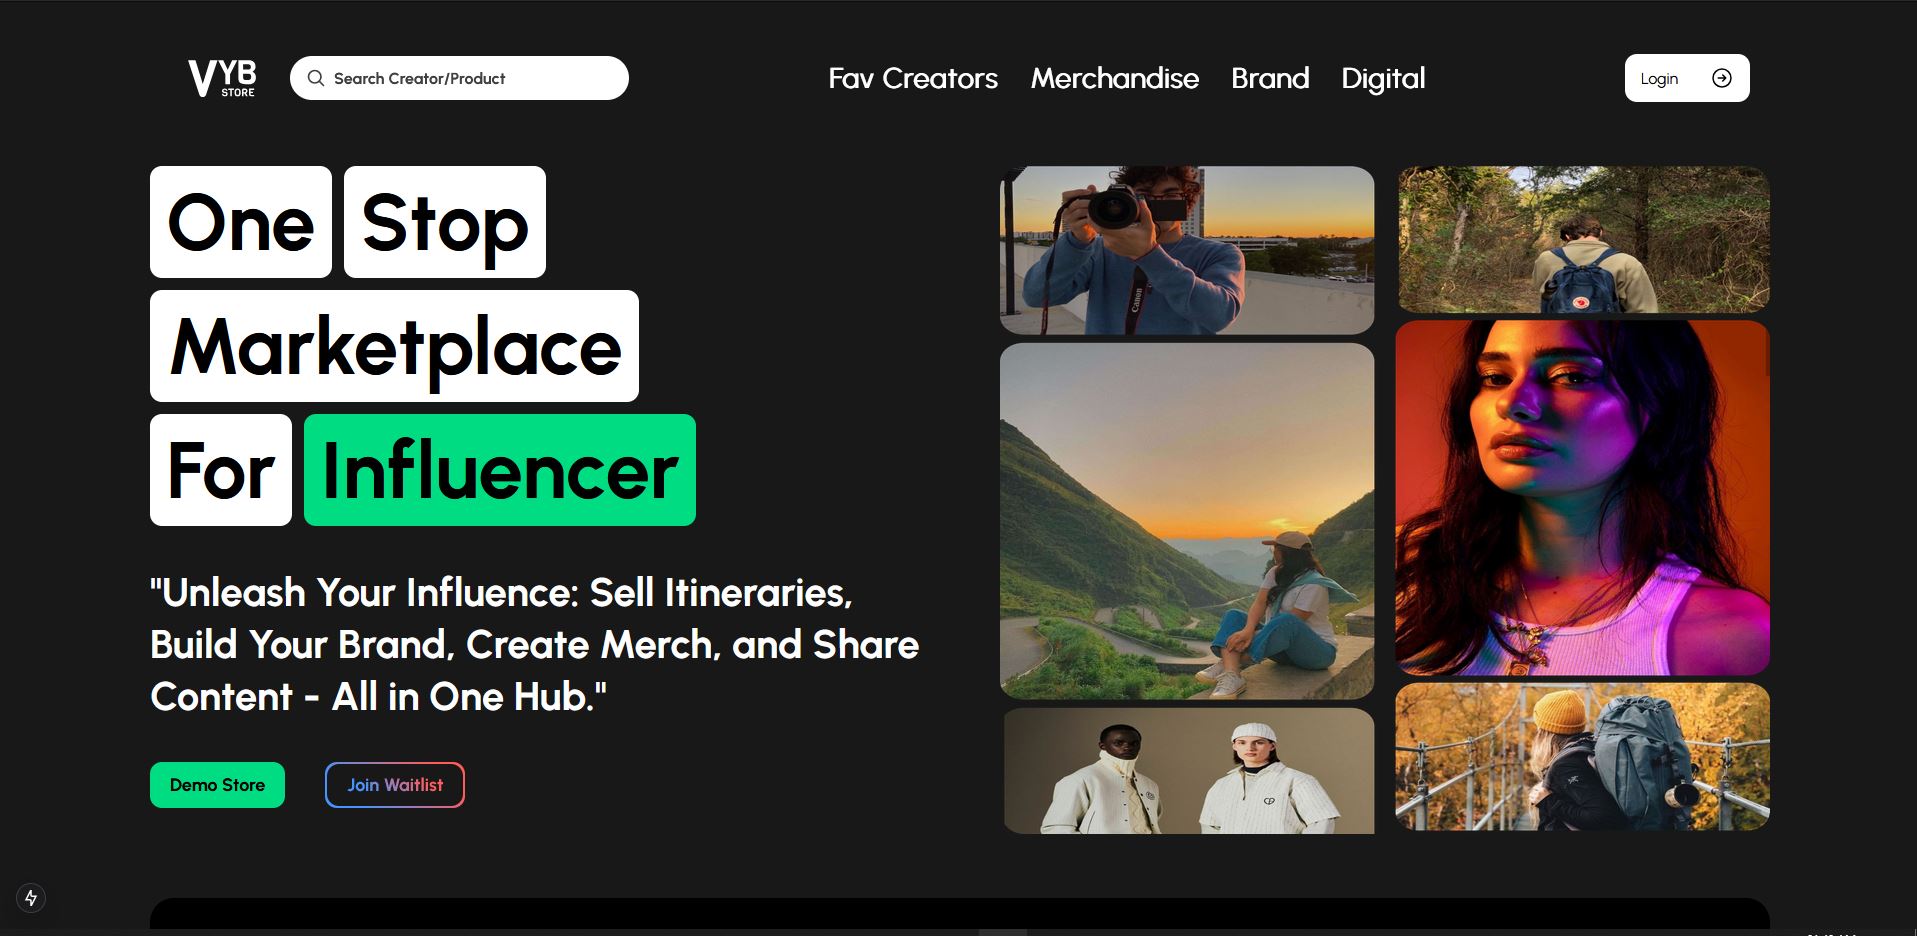 VYB
STORE
Search Creator/Product
Fav Creators
Merchandise
Brand
Digital
Login
One Stop
Marketplace
For Influencer
"Unleash Your Influence: Sell Itineraries,
Build Your Brand, Create Merch, and Share
Content - All in One Hub."
Demo Store
Join Waitlist
Canon